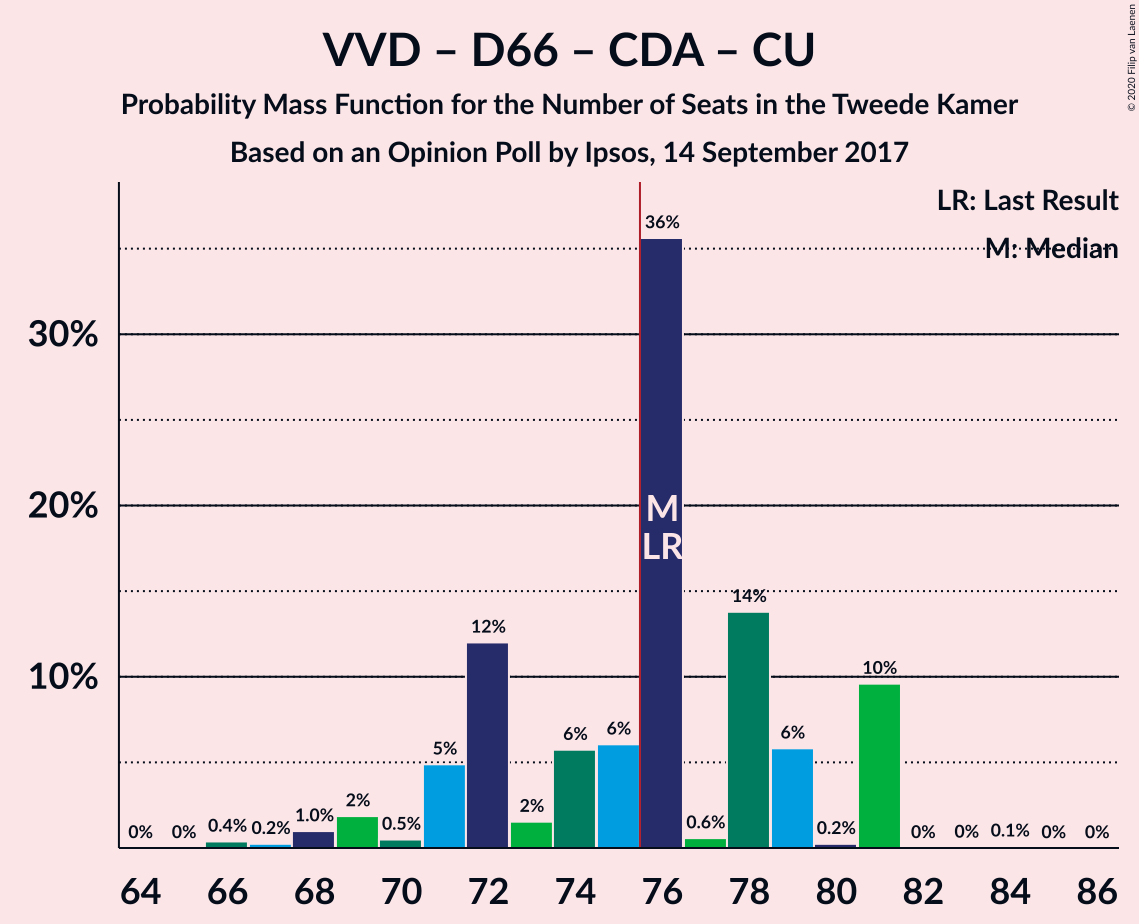 VVD – D66 – CDA – CU
Probability Mass Function for the Number of Seats in the Tweede Kamer
Based on an Opinion Poll by Ipsos, 14 September 2017
© 2020 Filip van Laenen
LR: Last Result
M: Median
30%
20%
10%
0% 0% 0.4% 0.2% 1.0% 2% 0.5% 5% 12% 2% 6% 6% 36% 0.6% 14% 6% 0.2% 10% 0% 0% 0.1% 0% 0%
M
LR
64 66 68 70 72 74 76 78 80 82 84 86